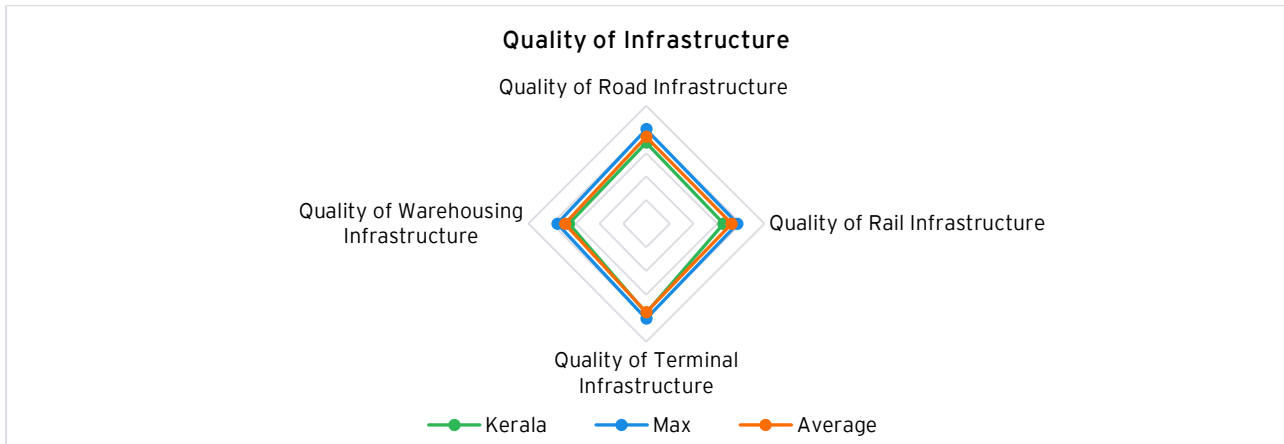 Quality of Infrastructure
Quality of Road Infrastructure
Quality of Warehousing
Infrastructure
Quality of Rail Infrastructure
Quality of Terminal
Infrastructure
Kerala Max Average